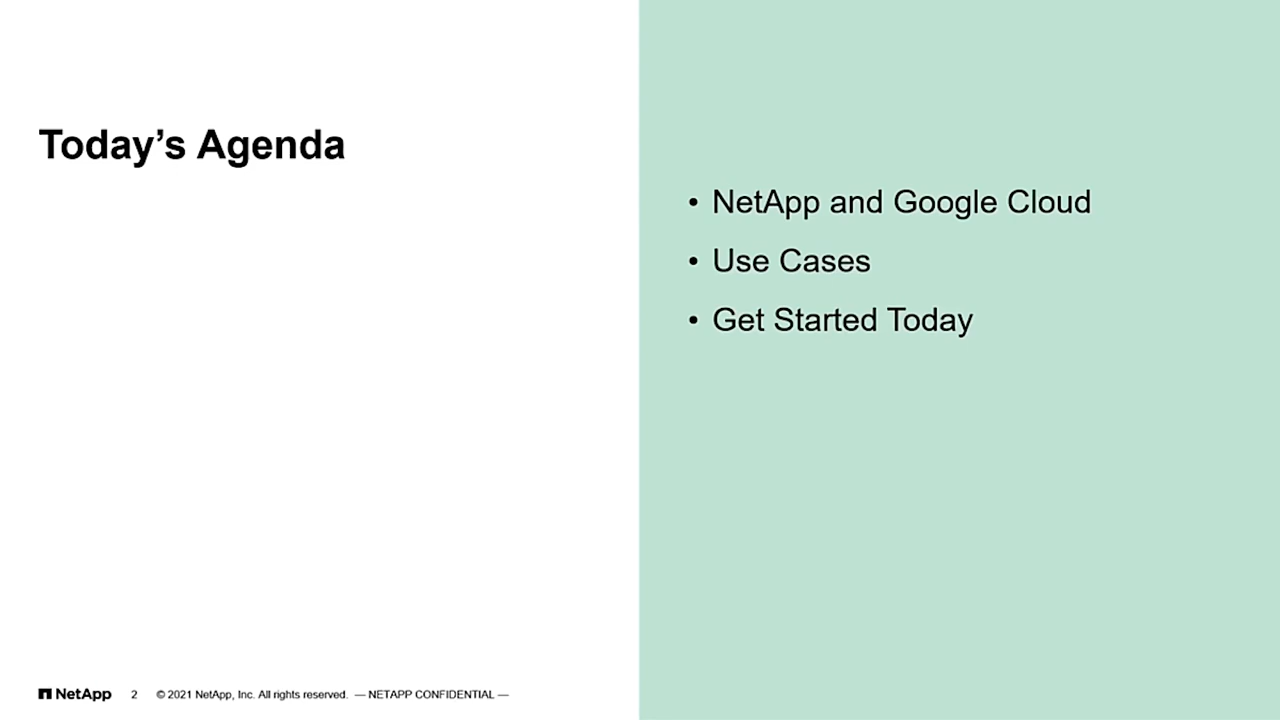 Today’s Agenda
• NetApp and Google Cloud
• Use Cases
• Get Started Today
NetApp 2 © 2021 NetApp, Inc. All rights reserved. — NETAPP CONFIDENTIAL —